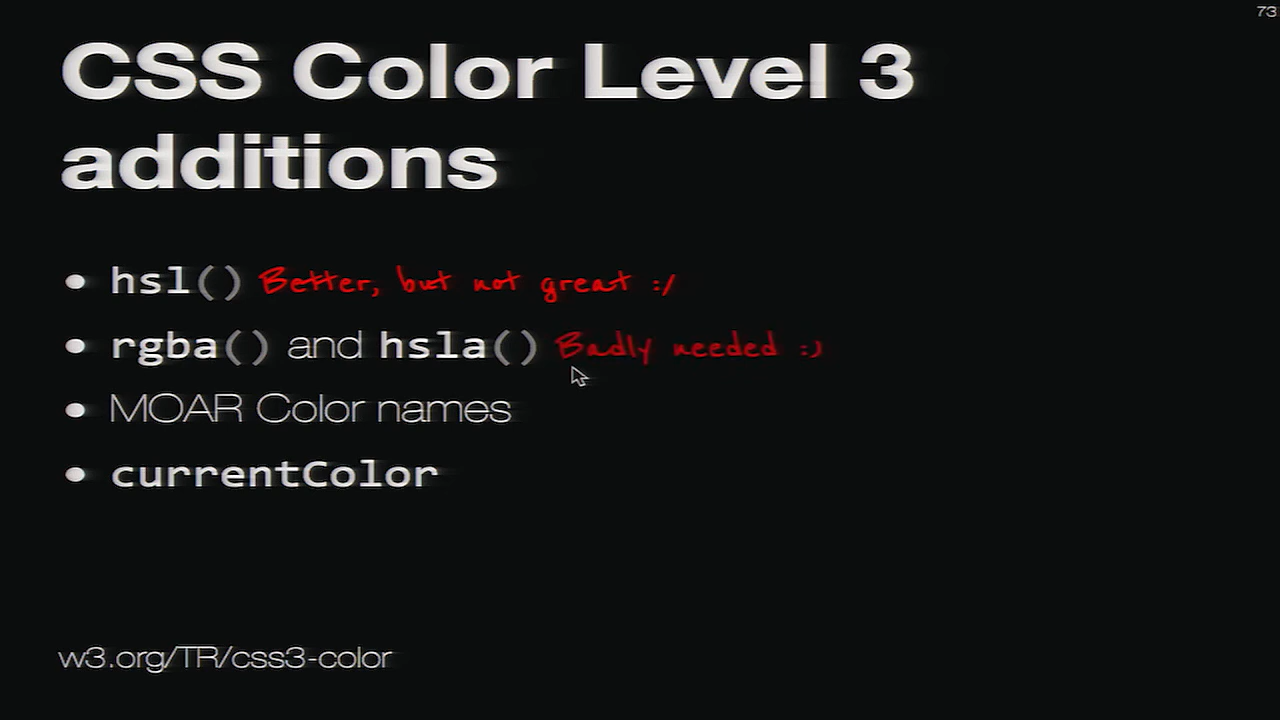 73
CSS Color Level 3
additions
• hsl() Better, but not great :/
• rgba() and hsla() Badly needed :)
• MOAR Color names
• currentColor
w3.org/TR/css3-color